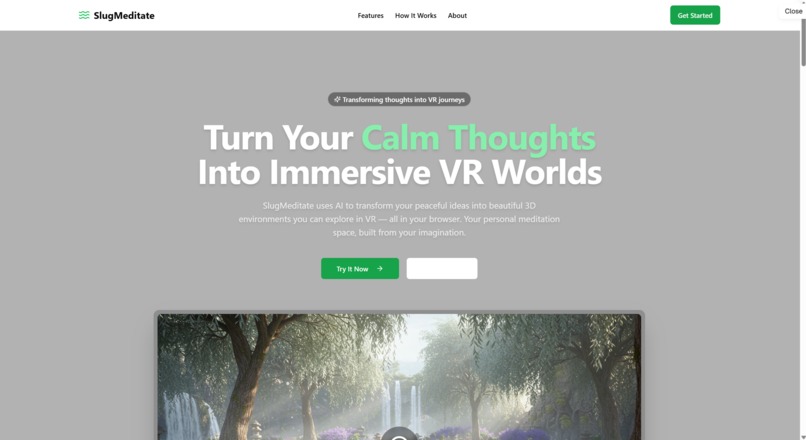 SlugMeditate
Features
How It Works
About
Get Started
Close
Transforming thoughts into VR journeys
Turn Your Calm Thoughts
Into Immersive VR Worlds
SlugMeditate uses AI to transform your peaceful ideas into beautiful 3D
environments you can explore in VR — all in your browser. Your personal meditation
space, built from your imagination.
Try It Now